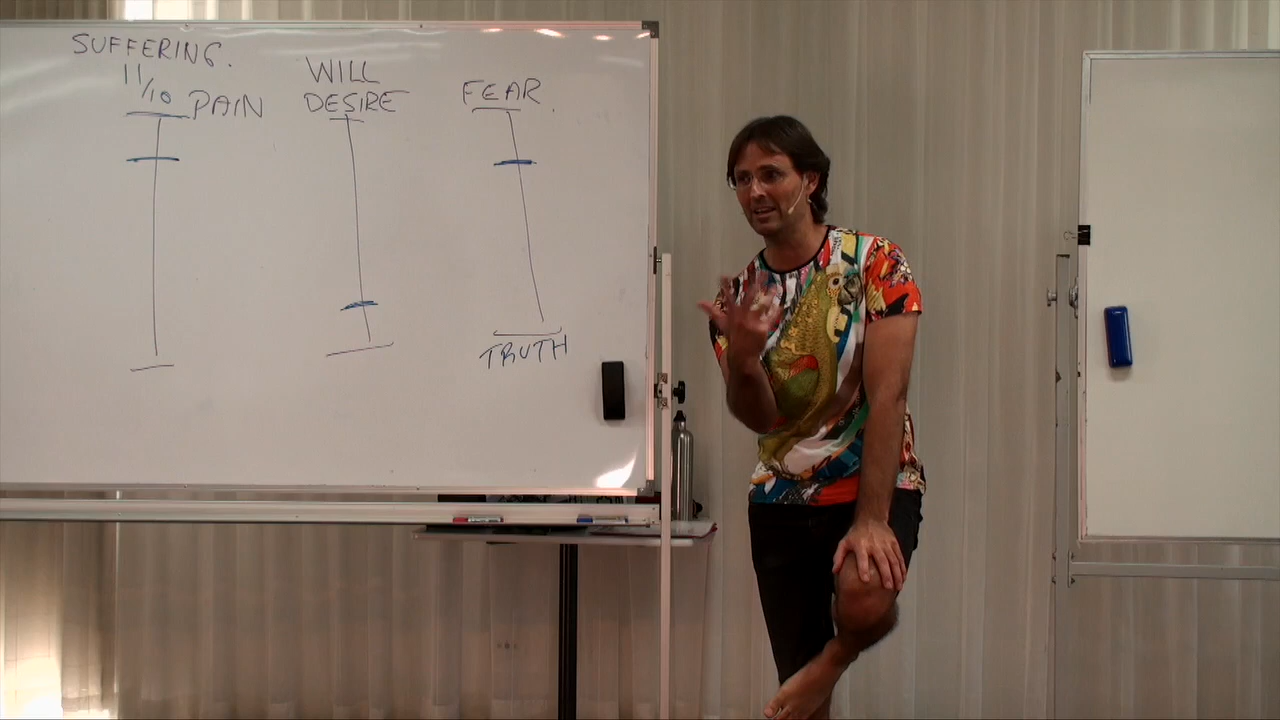 SUFFERING.
11/10 PAIN
WILL
DESIRE
FEAR.
TRUTH